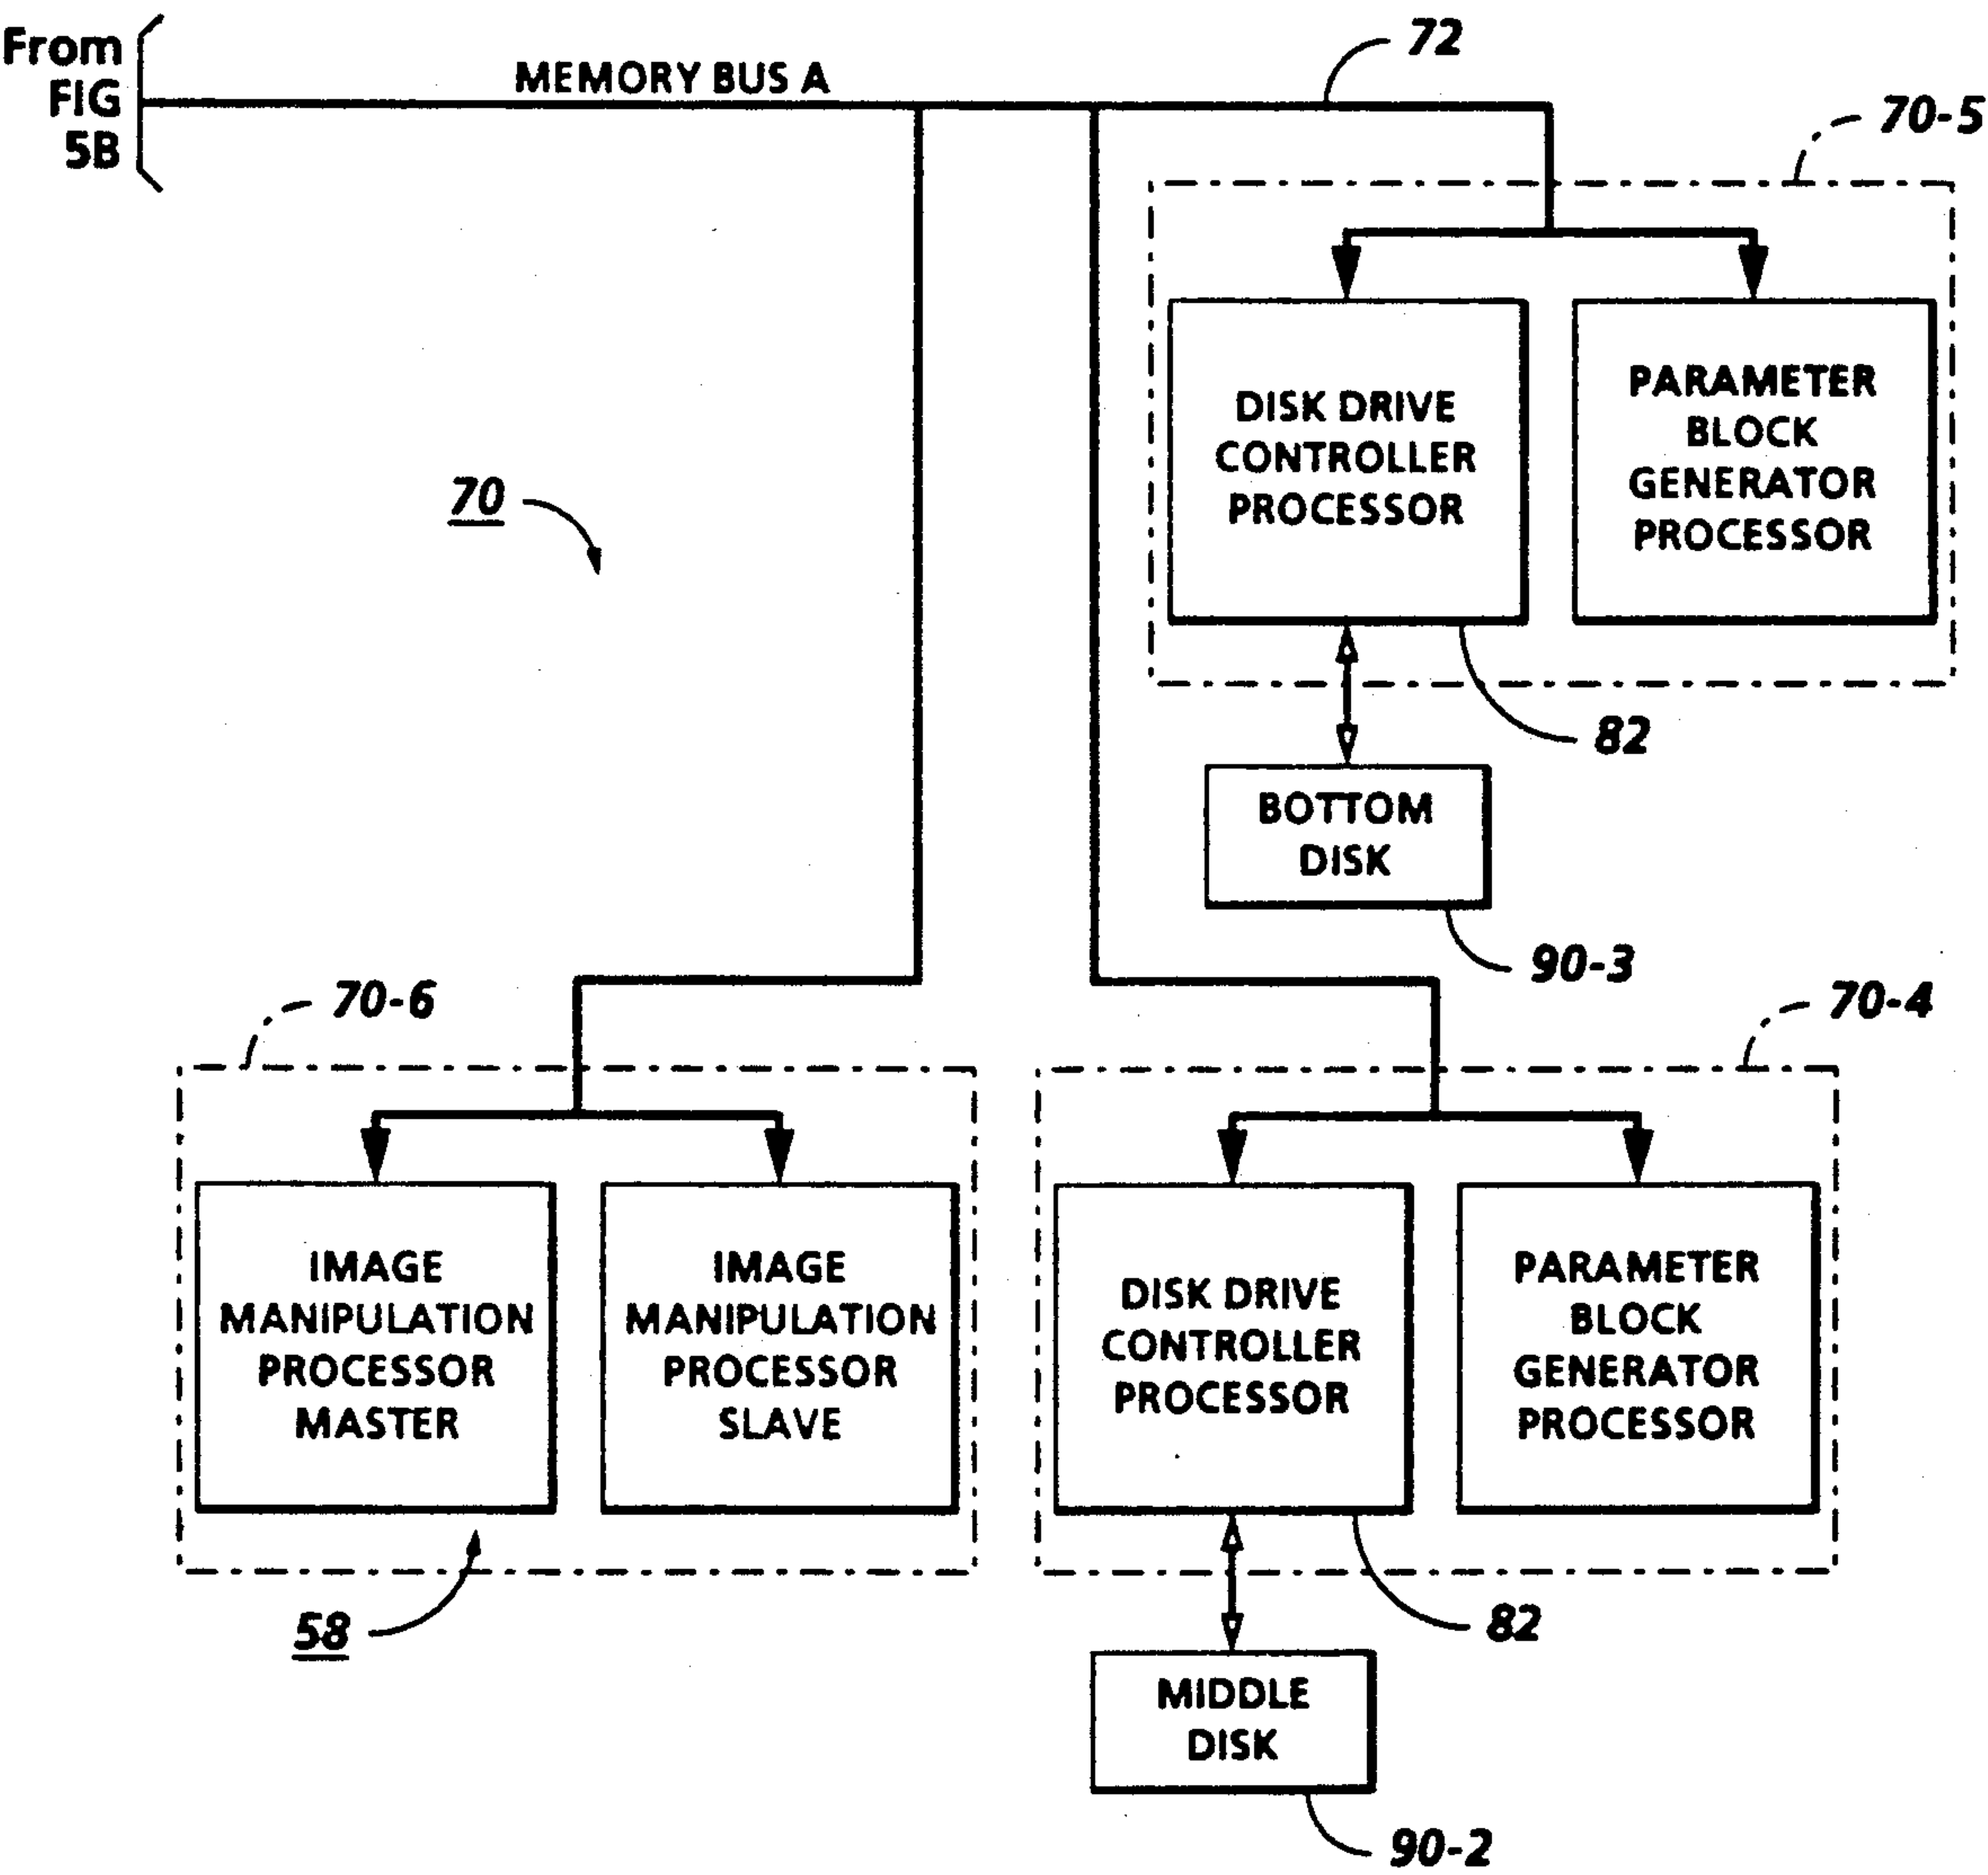 From
FIG
5B
MEMORY BUS A
72
70-5
DISK DRIVE
CONTROLLER
PROCESSOR
PARAMETER
BLOCK
GENERATOR
PROCESSOR
70
82
BOTTOM
DISK
90-3
70-6
70-4
IMAGE
MANIPULATION
PROCESSOR
MASTER
IMAGE
MANIPULATION
PROCESSOR
SLAVE
DISK DRIVE
CONTROLLER
PROCESSOR
PARAMETER
BLOCK
GENERATOR
PROCESSOR
58
82
MIDDLE
DISK
90-2